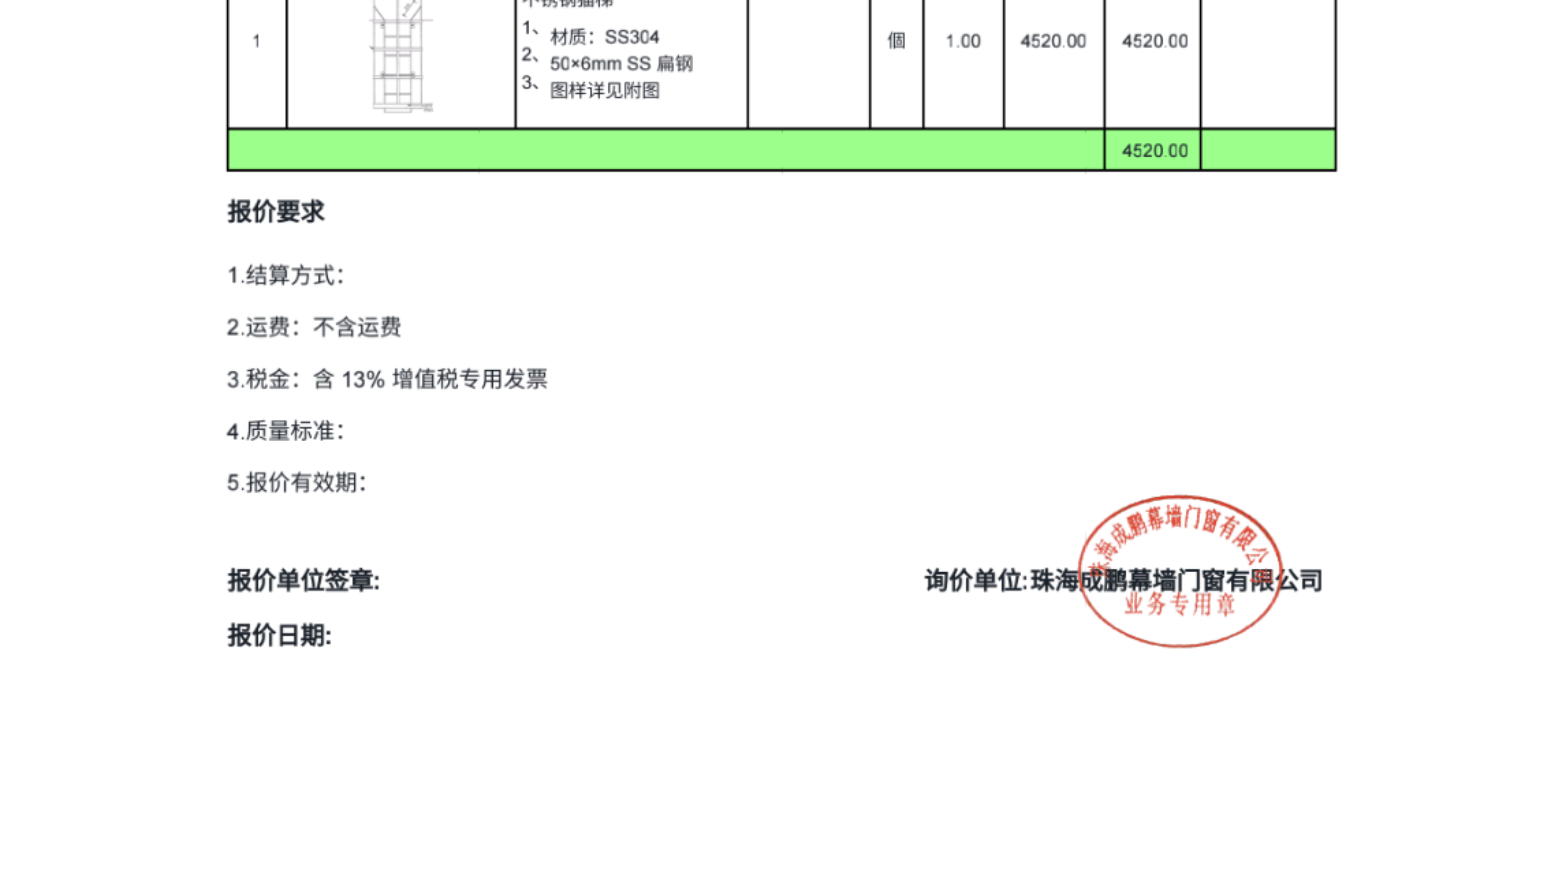 不锈钢猫梯
1
1、 材质：SS304
2、 50×6mm SS 扁钢
3、 图样详见附图
個
1.00
4520.00
4520.00
4520.00
报价要求
1.结算方式：
2.运费：不含运费
3.税金：含 13% 增值税专用发票
4.质量标准：
5.报价有效期：
珠海成鹏幕墙门窗有限公司
报价单位签章:
询价单位:珠海成鹏幕墙门窗有限公司
业务专用章
报价日期: